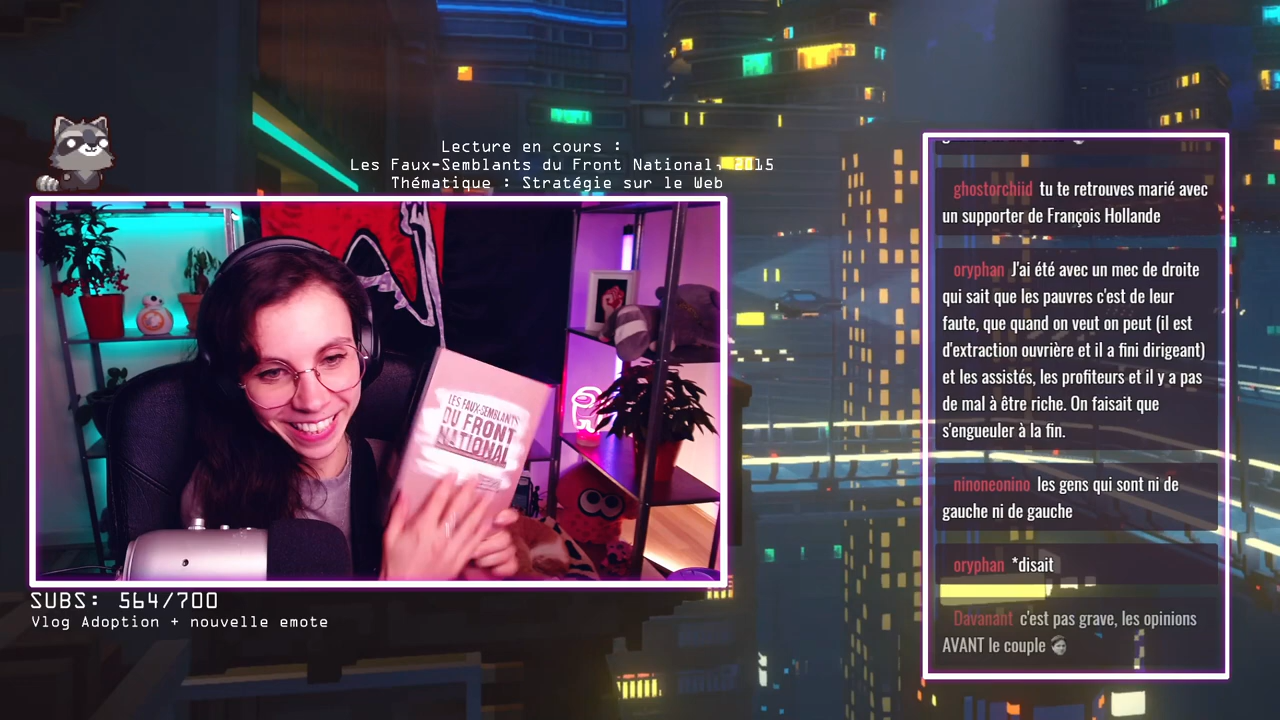 Lecture en cours :
Les Faux-Semblants du Front National, 2015
Thématique : Stratégie sur le Web
LES FAUX-SEMBLANTS
DU FRONT
NATIONAL
SUBS: 564/700
Vlog Adoption + nouvelle emote
ghostorchiid tu te retrouves marié avec
un supporter de François Hollande
oryphan J'ai été avec un mec de droite
qui sait que les pauvres c'est de leur
faute, que quand on veut on peut (il est
d'extraction ouvrière et il a fini dirigeant)
et les assistés, les profiteurs et il y a pas
de mal à être riche. On faisait que
s'engueuler à la fin.
ninoneonino les gens qui sont ni de
gauche ni de gauche
oryphan *disait
Davanant c'est pas grave, les opinions
AVANT le couple